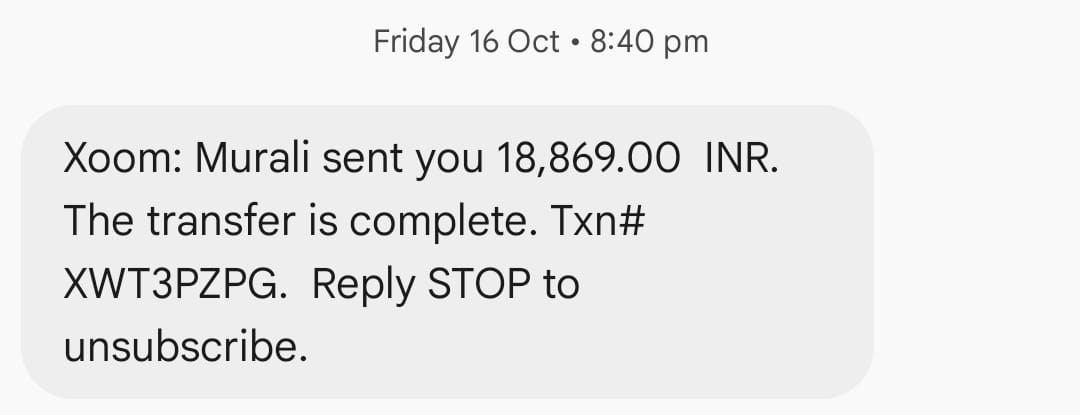 Friday 16 Oct • 8:40 pm
Xoom: Murali sent you 18,869.00  INR.
The transfer is complete. Txn#
XWT3PZPG.  Reply STOP to
unsubscribe.